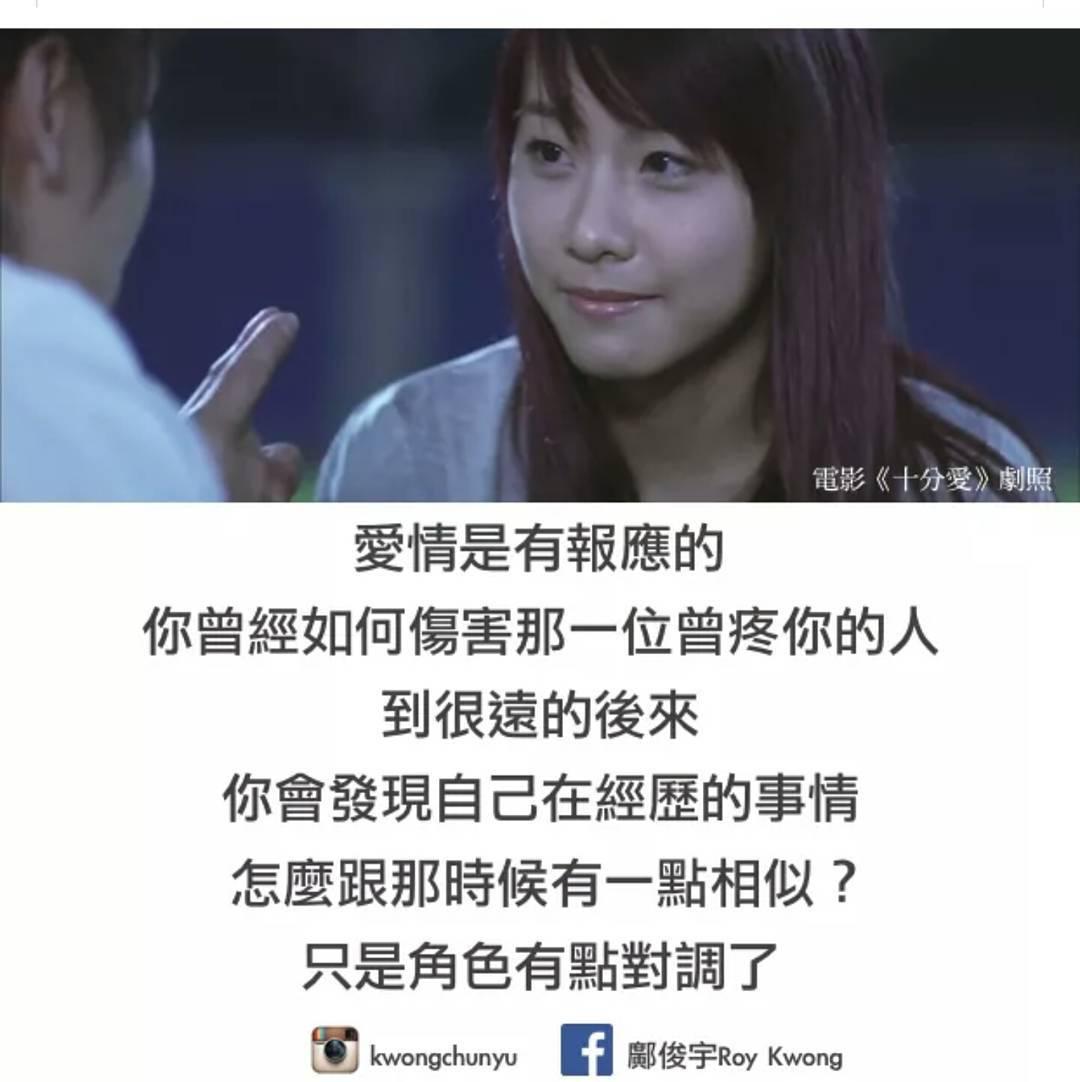 電影《十分愛》劇照
愛情是有報應的
你曾經如何傷害那一位曾疼你的人
到很遠的後來
你會發現自己在經歷的事情
怎麼跟那時候有一點相似？
只是角色有點對調了
kwongchunyu
鄺俊宇Roy Kwong